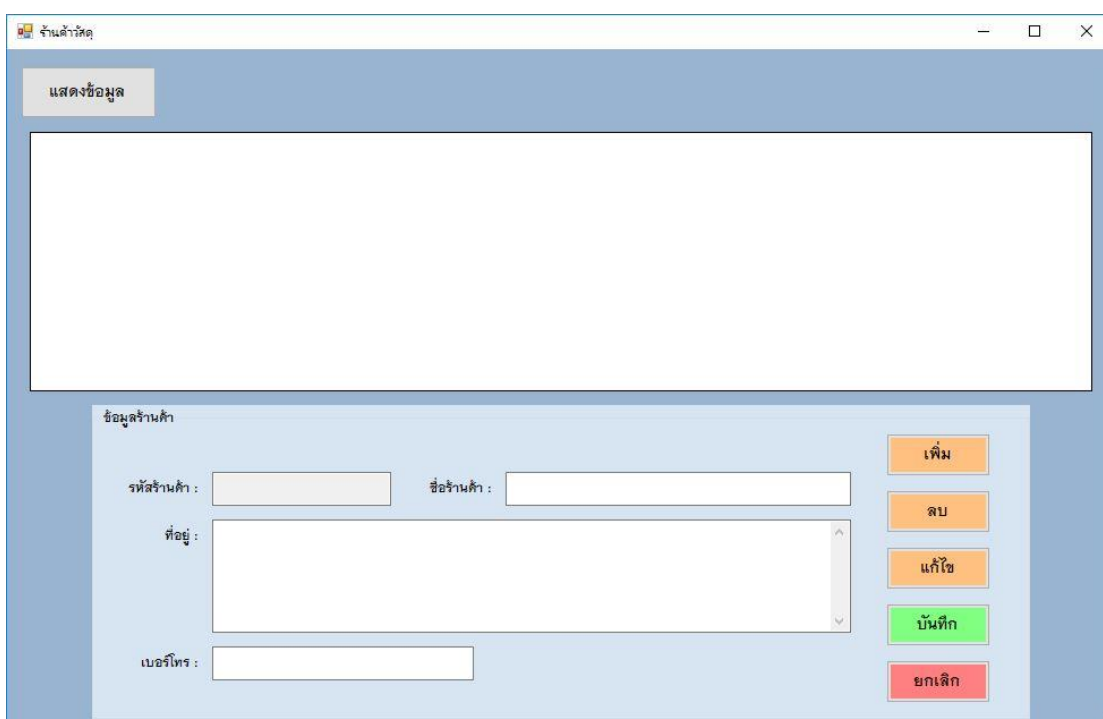 ร้านค้าวัสดุ
แสดงข้อมูล
ข้อมูลร้านค้า
เพิ่ม
รหัสร้านค้า : ชื่อร้านค้า :
ลบ
ที่อยู่ :
แก้ไข
บันทึก
เบอร์โทร :
ยกเลิก